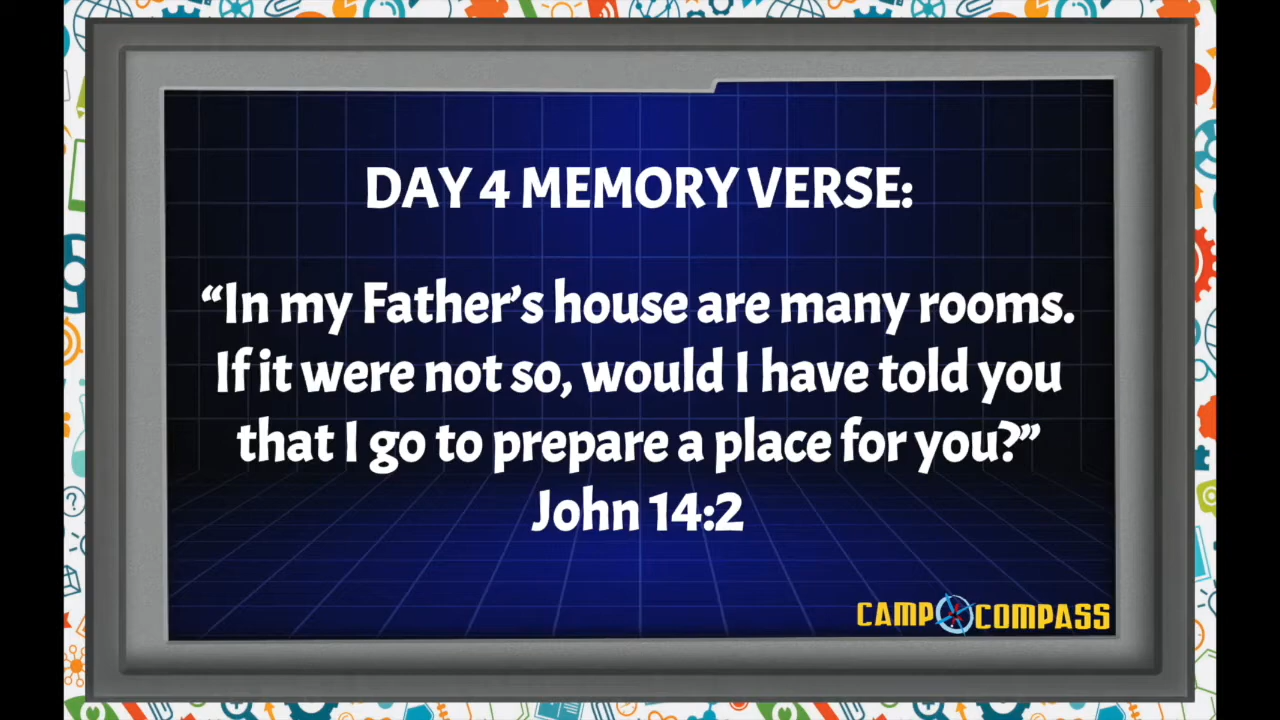 DAY 4 MEMORY VERSE:
“In my Father’s house are many rooms.
If it were not so, would I have told you
that I go to prepare a place for you?”
John 14:2
CAMP COMPASS